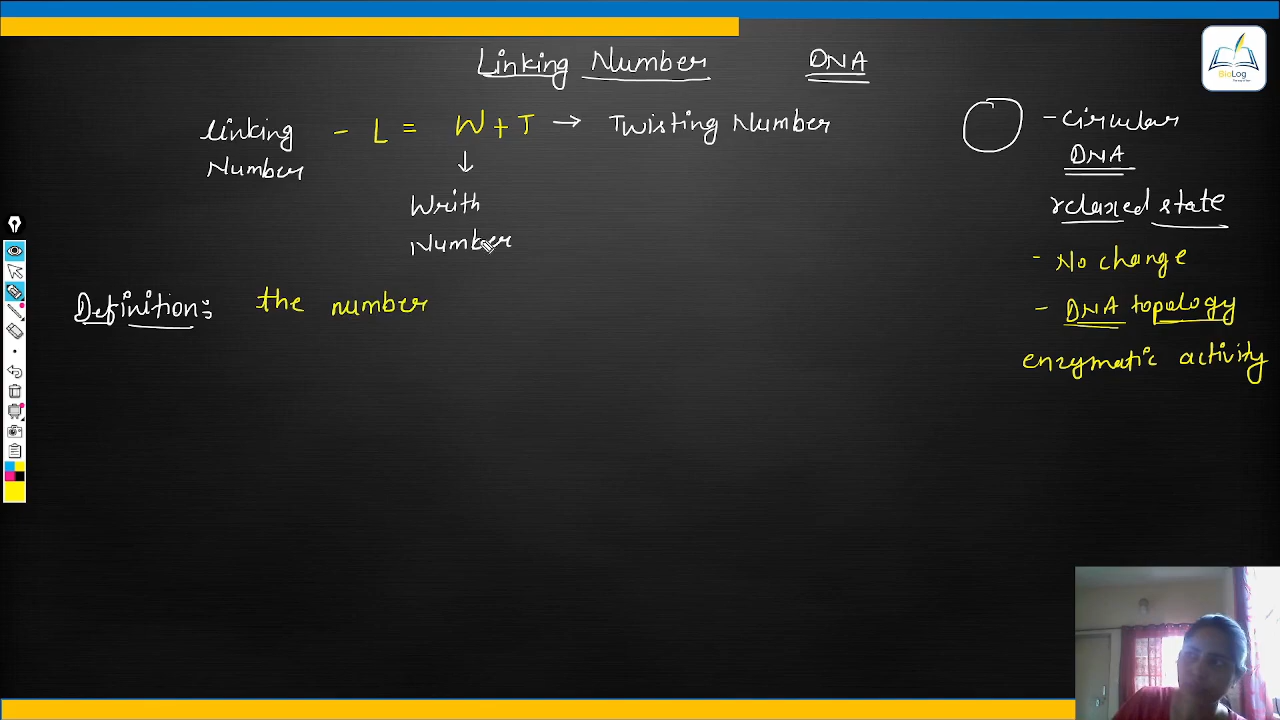 Linking Number DNA
BioLog
linking - L = W + T → Twisting Number
Number
↓
Writh
Number
Definition:- the number
- circular
DNA
relaxed state
- No change
- DNA topology
enzymatic activity